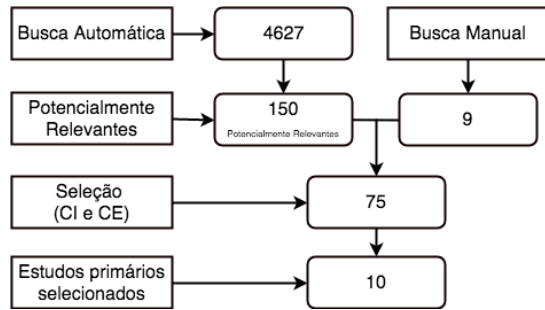 Busca Automática
4627
Busca Manual
Potencialmente
Relevantes
150
Potencialmente Relevantes
9
Seleção
(CI e CE)
75
Estudos primários
selecionados
10